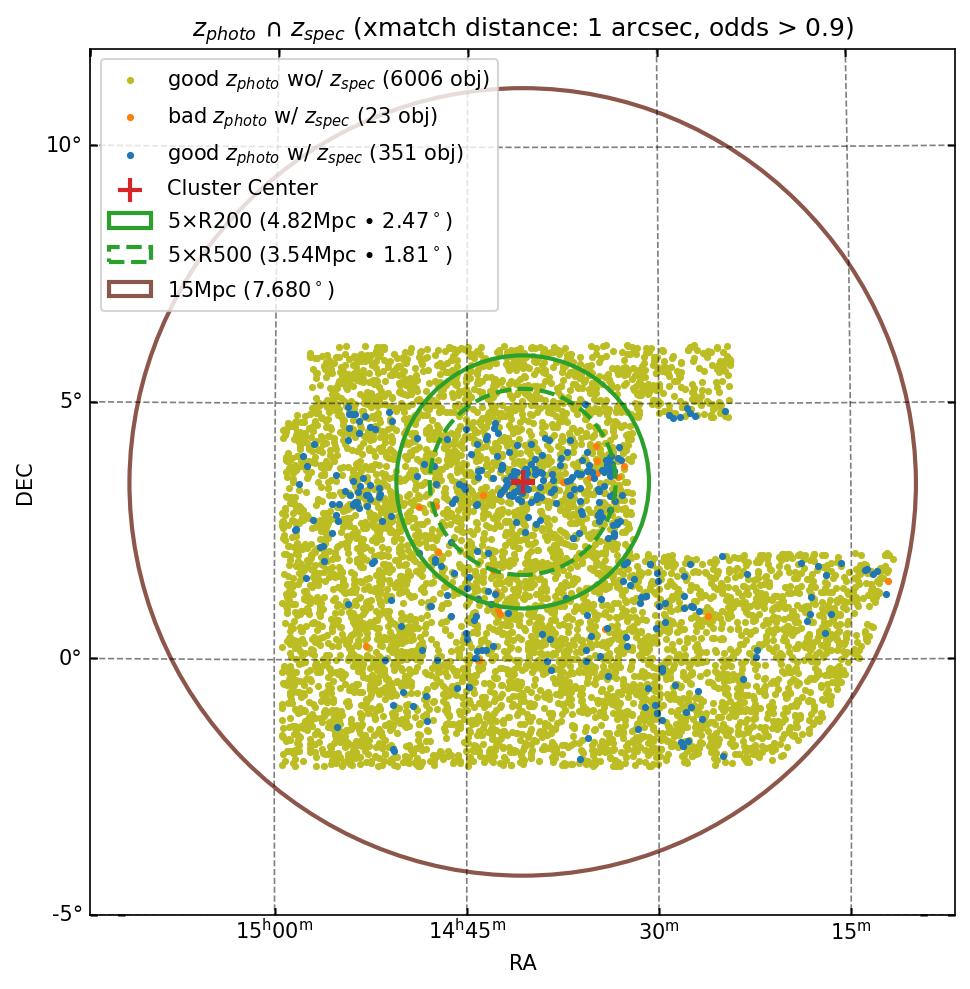 z_photo ∩ z_spec (xmatch distance: 1 arcsec, odds > 0.9)
good z_photo wo/ z_spec (6006 obj)
bad z_photo w/ z_spec (23 obj)
good z_photo w/ z_spec (351 obj)
Cluster Center
5×R200 (4.82Mpc • 2.47°)
5×R500 (3.54Mpc • 1.81°)
15Mpc (7.680°)
10°
5°
0°
-5°
DEC
15ʰ00ᵐ 14ʰ45ᵐ 30ᵐ 15ᵐ
RA